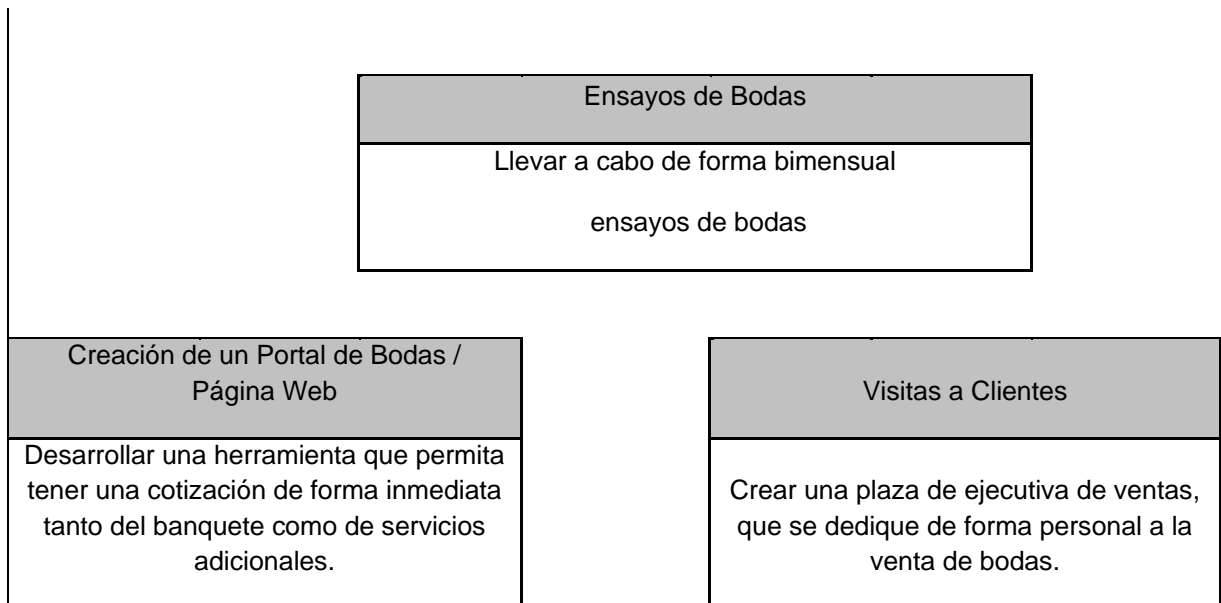 Ensayos de Bodas
Llevar a cabo de forma bimensual
ensayos de bodas
Creación de un Portal de Bodas /
Página Web
Desarrollar una herramienta que permita
tener una cotización de forma inmediata
tanto del banquete como de servicios
adicionales.
Visitas a Clientes
Crear una plaza de ejecutiva de ventas,
que se dedique de forma personal a la
venta de bodas.